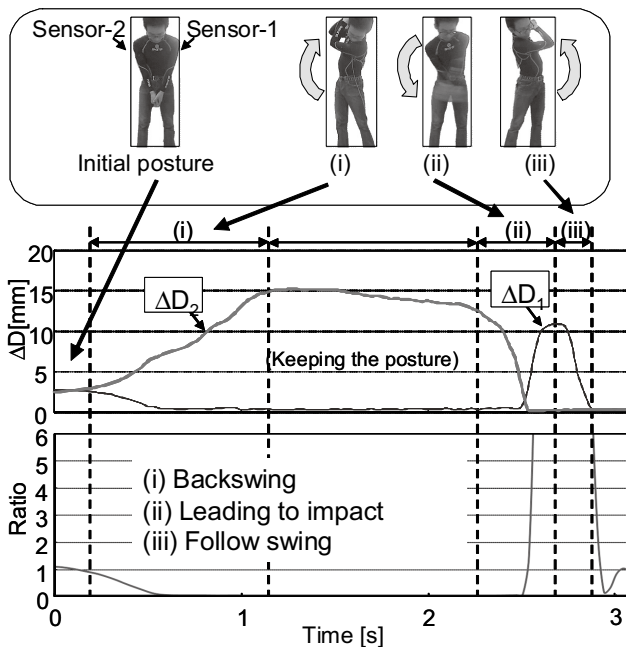 Sensor-2 Sensor-1
Initial posture (i) (ii) (iii)
(i) (ii) (iii)
20
15
10
5
0
ΔD[mm]
ΔD2
ΔD1
(Keeping the posture)
6
5
4
3
2
1
0
Ratio
(i) Backswing
(ii) Leading to impact
(iii) Follow swing
0 1 2 3
Time [s]